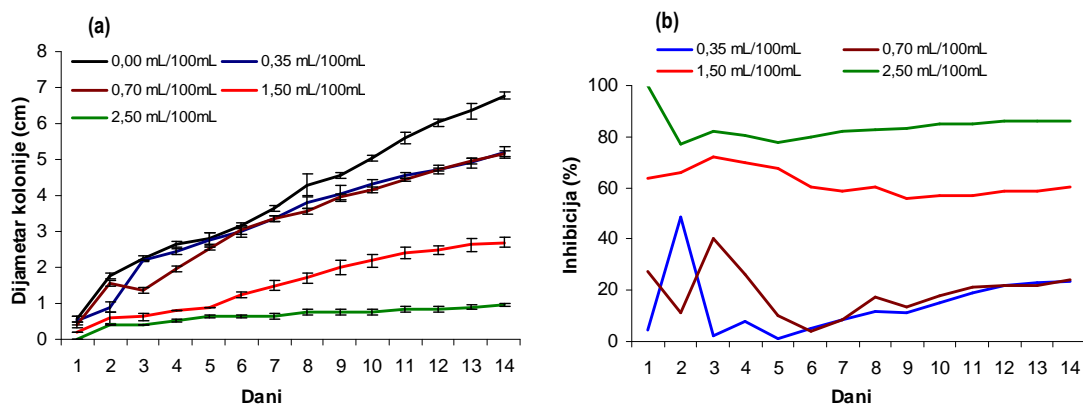 (a)
0,00 mL/100mL 0,35 mL/100mL
0,70 mL/100mL 1,50 mL/100mL
2,50 mL/100mL
Dijametar kolonije (cm)
8
7
6
5
4
3
2
1
0
1 2 3 4 5 6 7 8 9 10 11 12 13 14
Dani
(b)
0,35 mL/100mL 0,70 mL/100mL
1,50 mL/100mL 2,50 mL/100mL
Inhibicija (%)
100
80
60
40
20
0
1 2 3 4 5 6 7 8 9 10 11 12 13 14
Dani